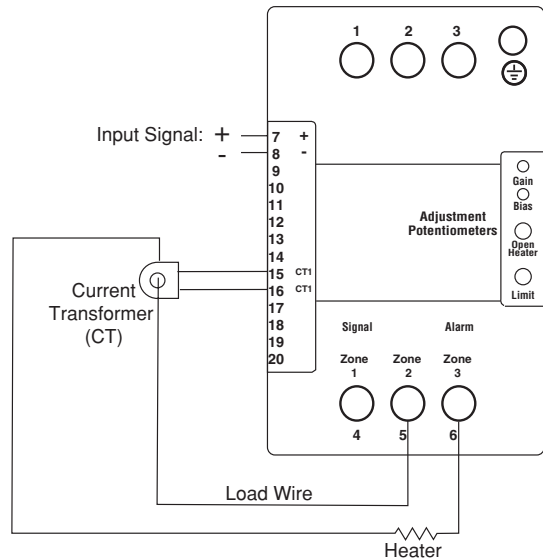 1 2 3
Input Signal: +
-
7 +
8 -
9
10
11
12
13
14
15 CT1
16 CT1
17
18
19
20
Gain
Bias
Open
Heater
Limit
Adjustment
Potentiometers
Current
Transformer
(CT)
Signal Alarm
Zone Zone Zone
1 2 3
4 5 6
Load Wire
Heater